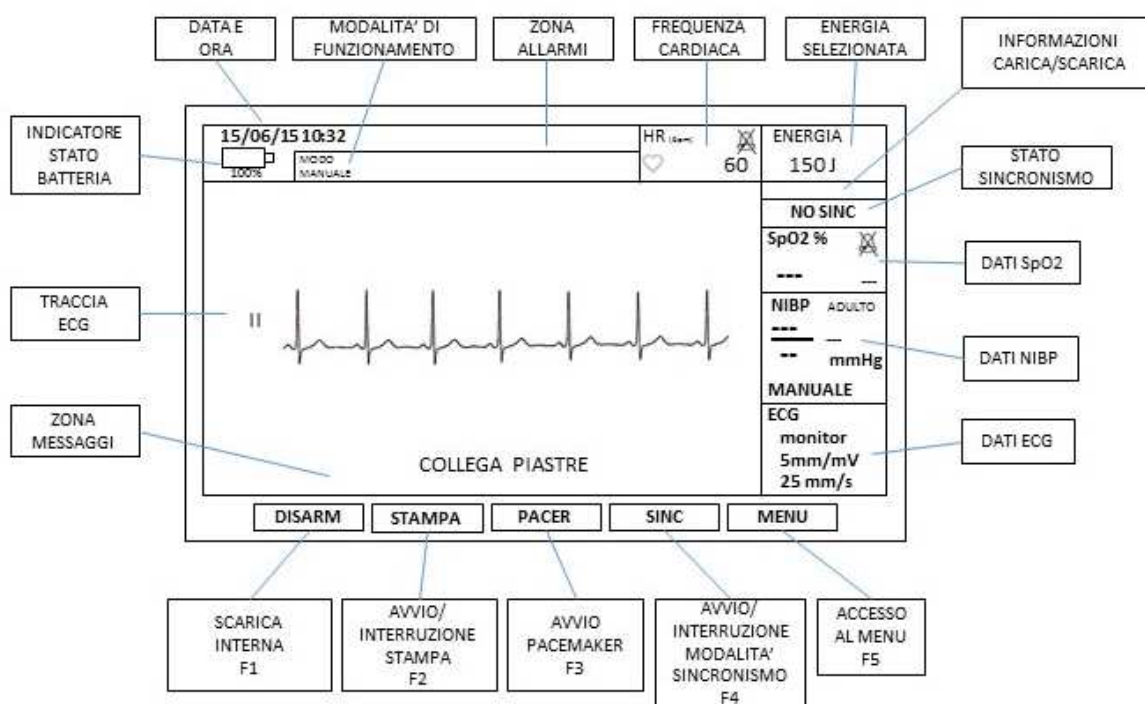 DATA E
ORA
MODALITA' DI
FUNZIONAMENTO
ZONA
ALLARMI
FREQUENZA
CARDIACA
ENERGIA
SELEZIONATA
INFORMAZIONI
CARICA/SCARICA
INDICATORE
STATO
BATTERIA
15/06/15 10:32
100%
MODO
MANUALE
HR
60
ENERGIA
150 J
STATO
SINCRONISMO
NO SINC
SpO2 %
---
---
DATI SpO2
TRACCIA
ECG
II
NIBP ADULTO
---
---
--
mmHg
MANUALE
DATI NIBP
ZONA
MESSAGGI
COLLEGA PIASTRE
ECG
monitor
5mm/mV
25 mm/s
DATI ECG
DISARM
STAMPA
PACER
SINC
MENU
SCARICA
INTERNA
F1
AVVIO/
INTERRUZIONE
STAMPA
F2
AVVIO
PACEMAKER
F3
AVVIO/
INTERRUZIONE
MODALITA'
SINCRONISMO
F4
ACCESSO
AL MENU
F5